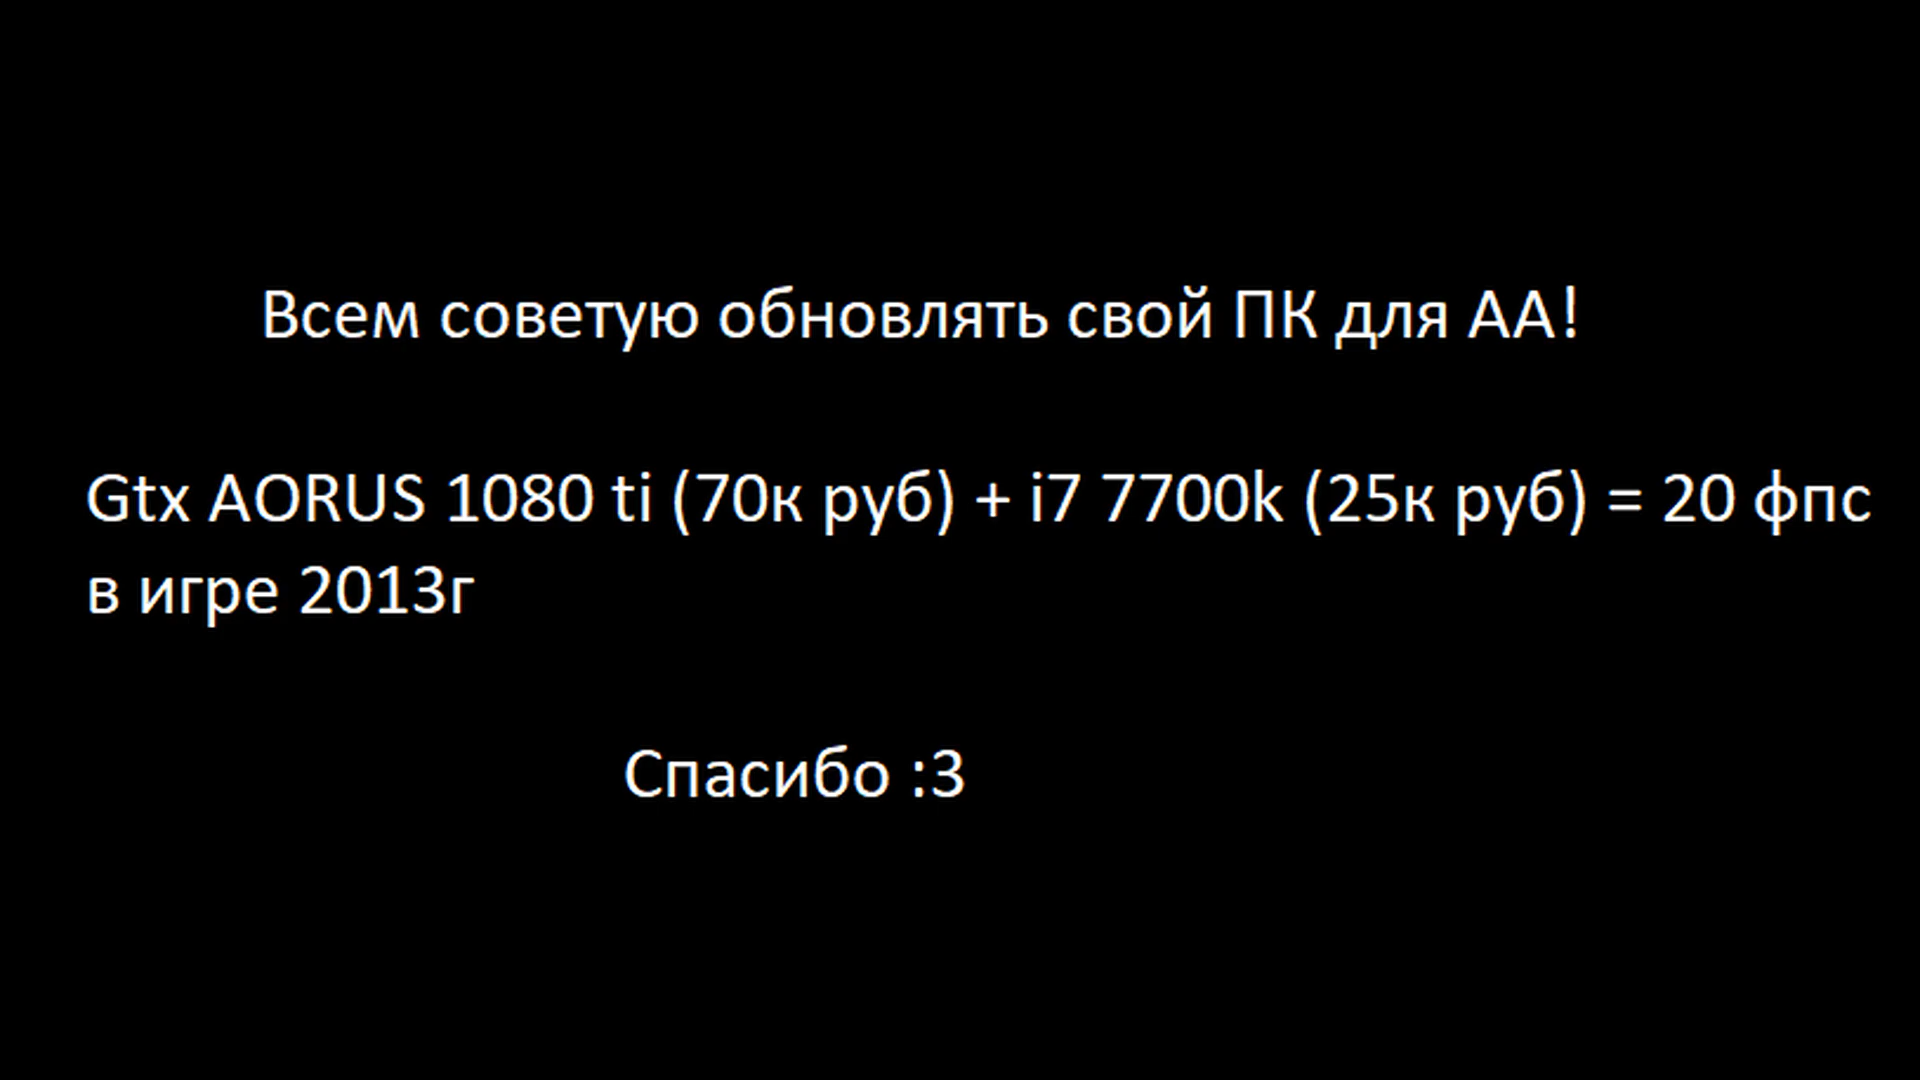 Всем советую обновлять свой ПК для АА!
Gtx AORUS 1080 ti (70к руб) + i7 7700k (25к руб) = 20 фпс
в игре 2013г
Спасибо :3